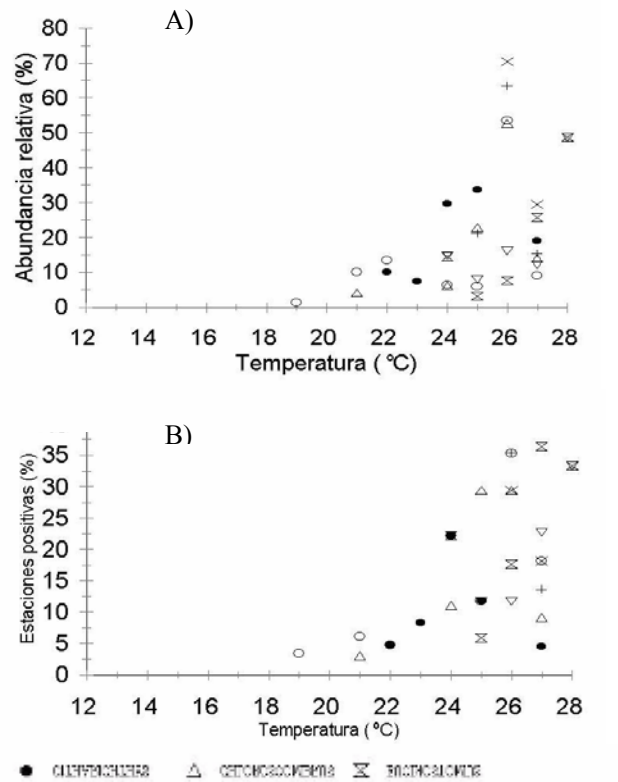 A)
Abundancia relativa (%)
80
70
60
50
40
30
20
10
0
12 14 16 18 20 22 24 26 28
Temperatura ( ºC)
B)
Estaciones positivas (%)
35
30
25
20
15
10
5
0
12 14 16 18 20 22 24 26 28
Temperatura ( ºC)